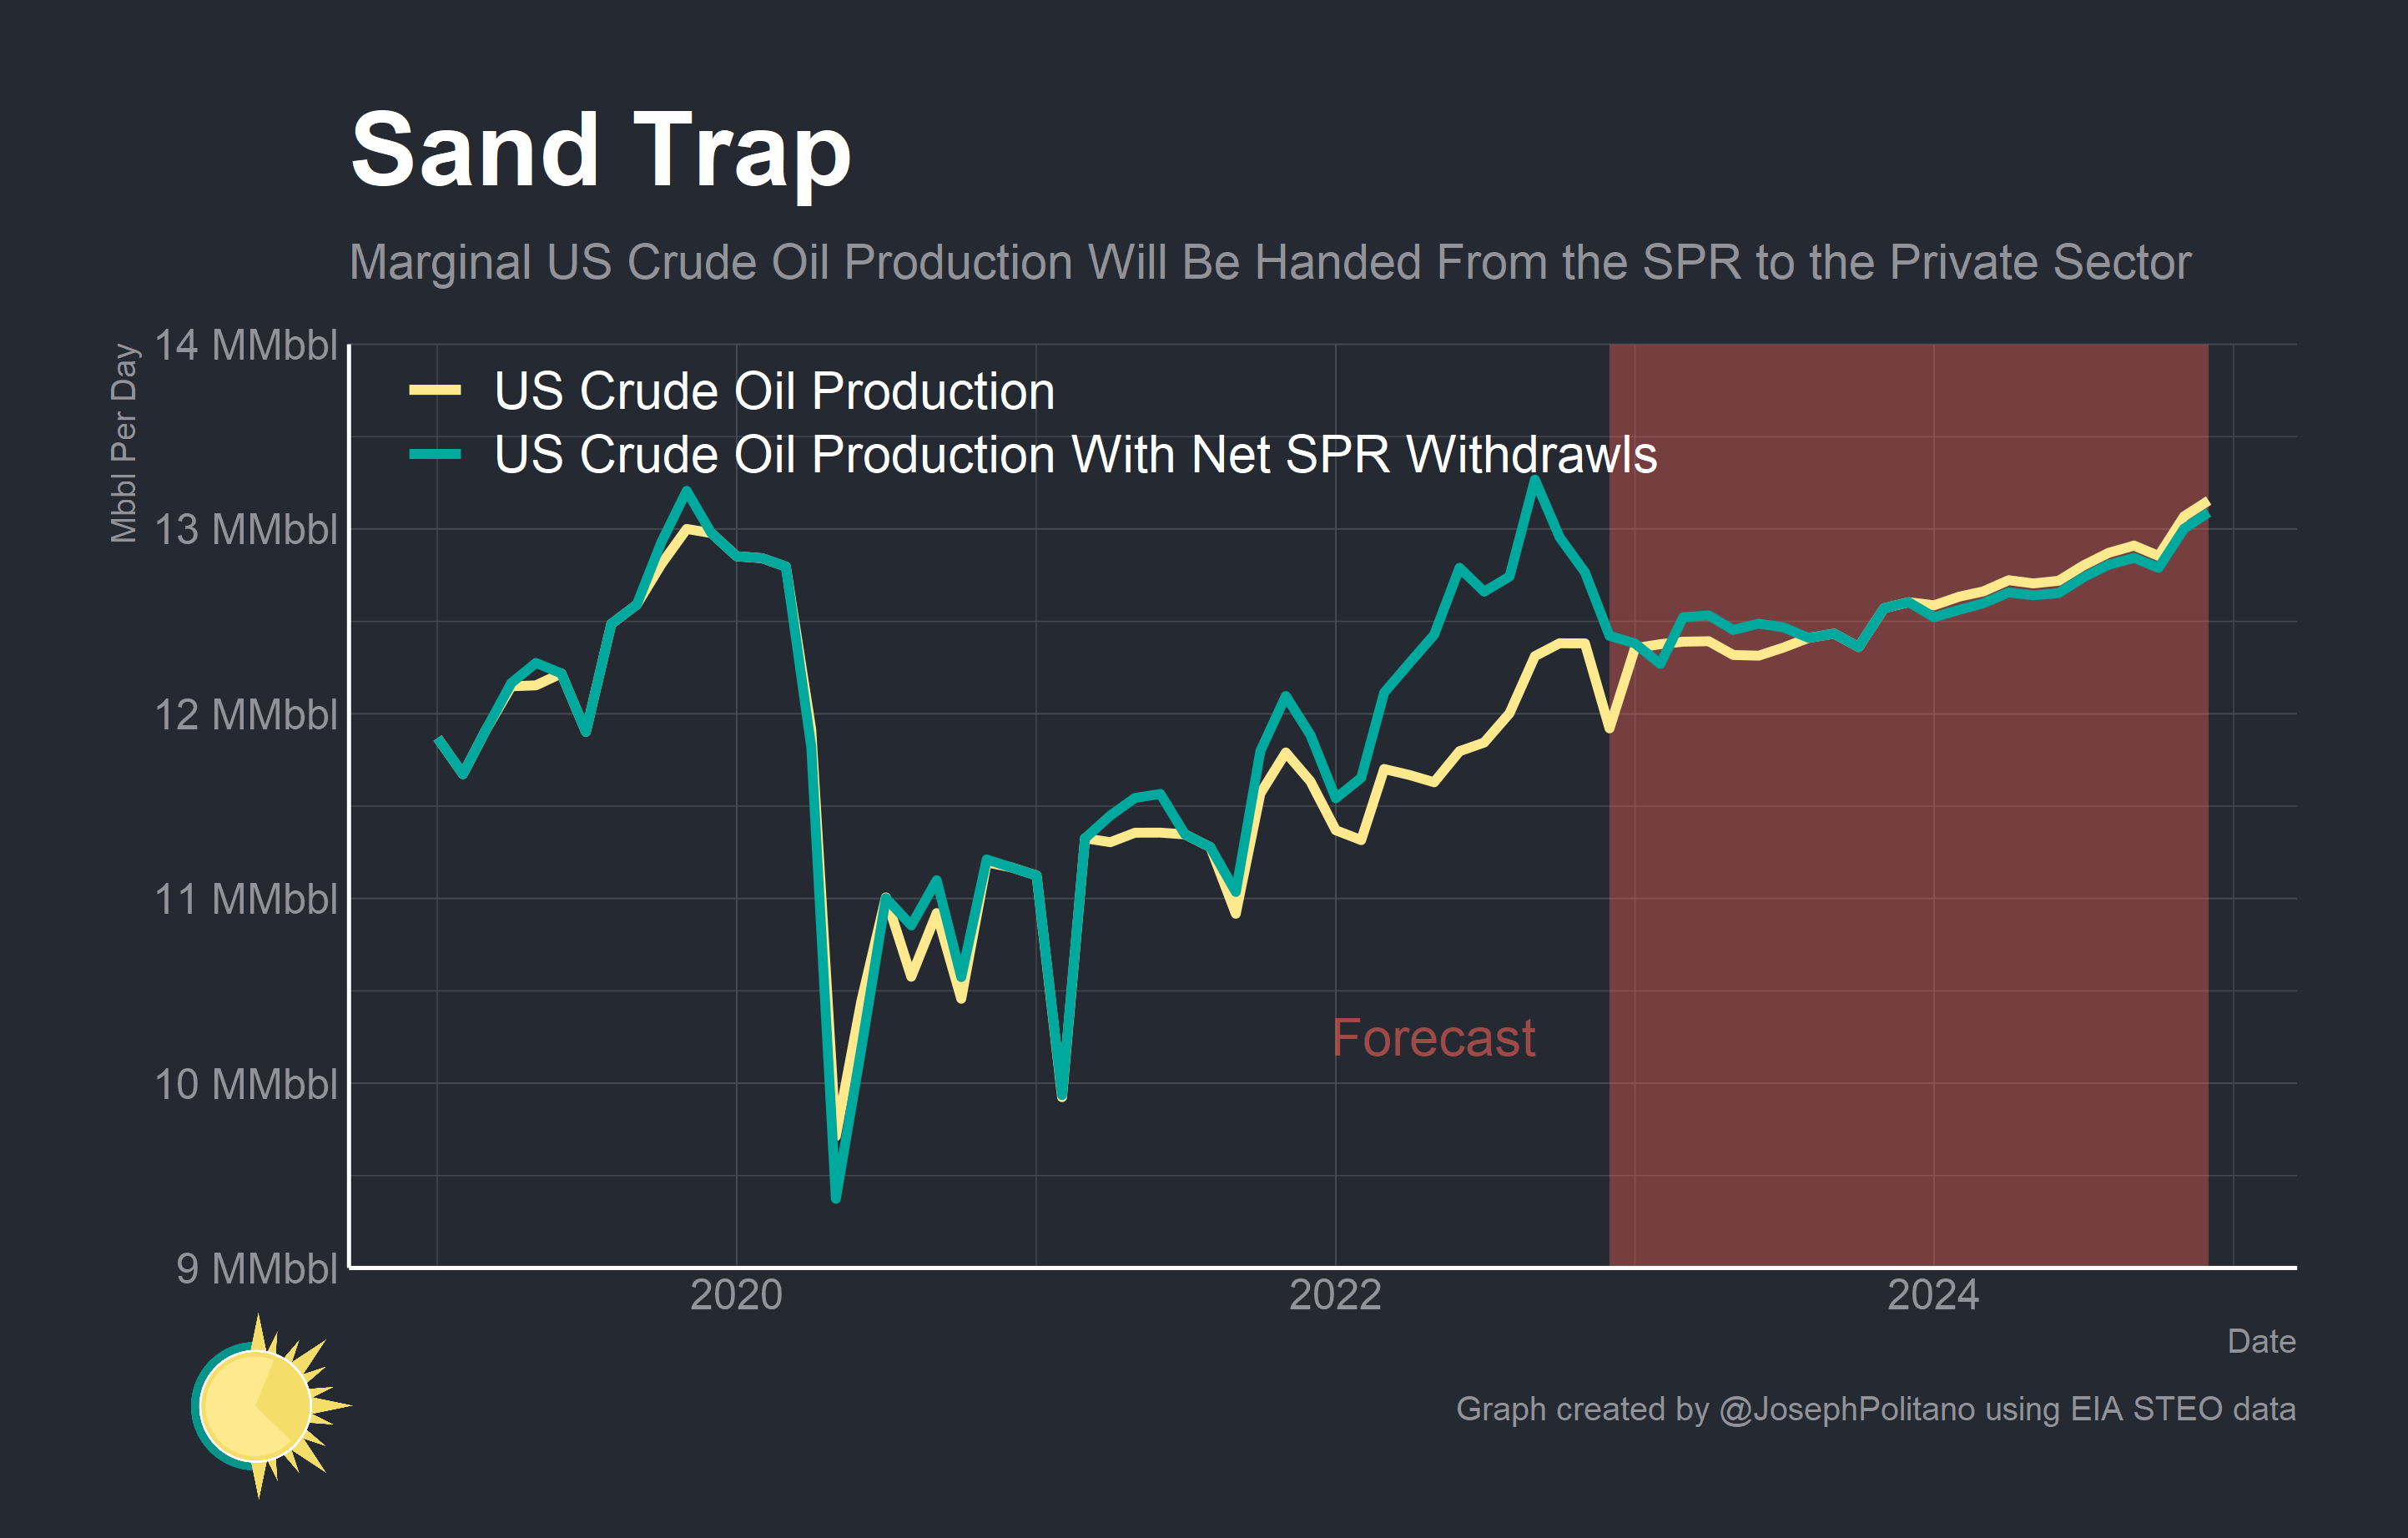 Sand Trap
Marginal US Crude Oil Production Will Be Handed From the SPR to the Private Sector
Mbbl Per Day
14 MMbbl
13 MMbbl
12 MMbbl
11 MMbbl
10 MMbbl
9 MMbbl
US Crude Oil Production
US Crude Oil Production With Net SPR Withdrawls
Forecast
2020
2022
2024
Date
Graph created by @JosephPolitano using EIA STEO data